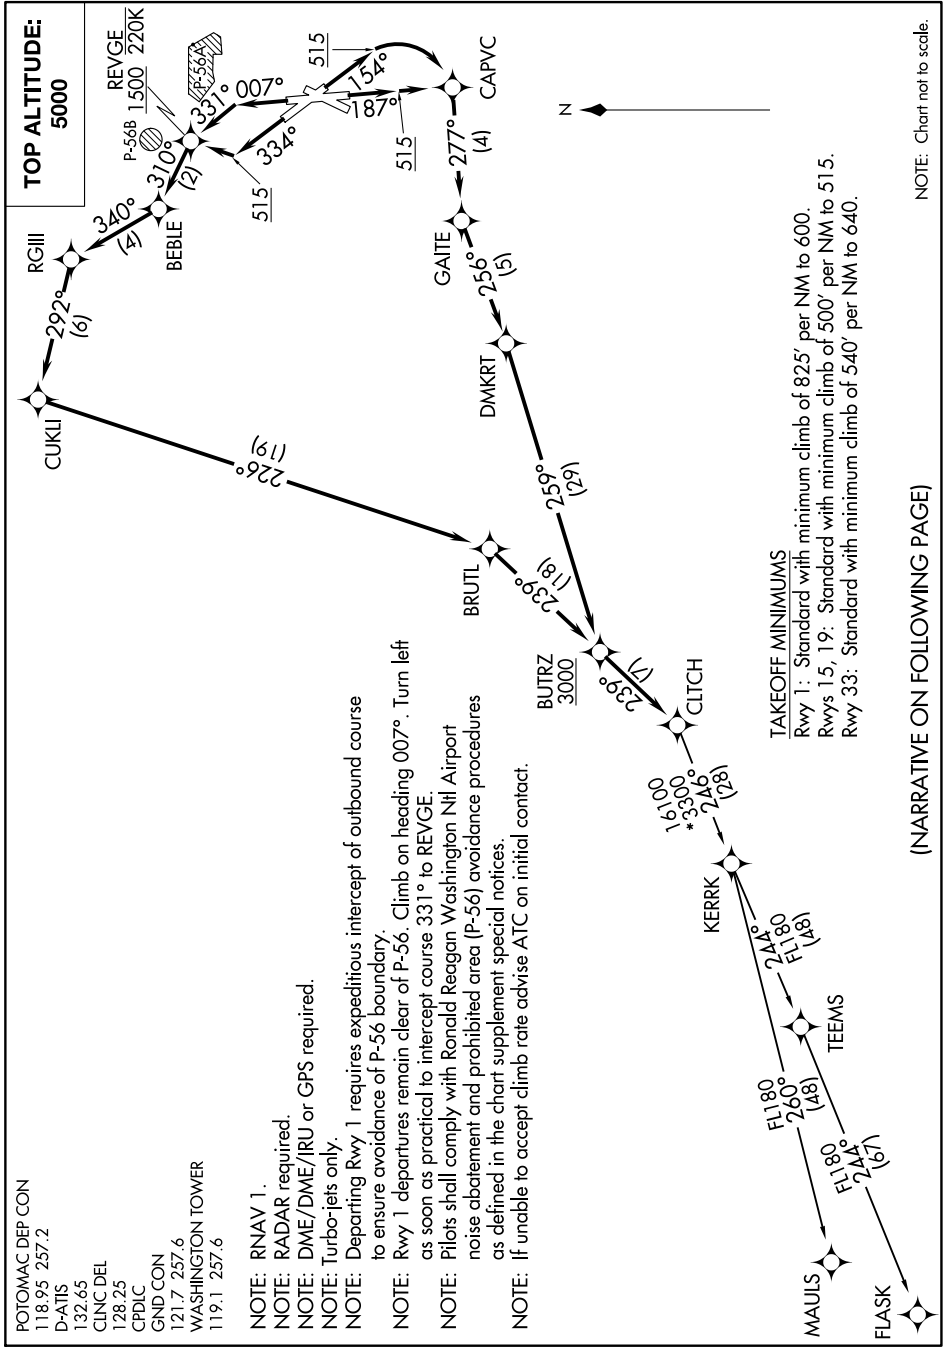 TOP ALTITUDE:
5000
POTOMAC DEP CON
118.95 257.2
D-ATIS
132.65
CLNC DEL
128.25
CPDLC
GND CON
121.7 257.6
WASHINGTON TOWER
119.1 257.6
NOTE: RNAV 1.
NOTE: RADAR required.
NOTE: DME/DME/IRU or GPS required.
NOTE: Turbo-jets only.
NOTE: Departing Rwy 1 requires expeditious intercept of outbound course
to ensure avoidance of P-56 boundary.
NOTE: Rwy 1 departures remain clear of P-56. Climb on heading 007°. Turn left
as soon as practical to intercept course 331° to REVGE.
NOTE: Pilots shall comply with Ronald Reagan Washington Ntl Airport
noise abatement and prohibited area (P-56) avoidance procedures
as defined in the chart supplement special notices.
NOTE: If unable to accept climb rate advise ATC on initial contact.
REVGE
1500 220K
P-56A
P-56B
331°
007°
334°
515
154°
515
187°
515
CAPVC
277°
(4)
GAITE
256°
(5)
DMKRT
259°
(29)
310°
(2)
BEBLE
340°
(4)
RGIII
292°
(6)
CUKLI
226°
(19)
BRUTL
239°
(18)
BUTRZ
3000
239°
(7)
CLTCH
16100
*3300
246°
(28)
KERRK
244°
FL180
(48)
TEEMS
FL180
260°
(48)
MAULS
FL180
244°
(67)
FLASK
N
TAKEOFF MINIMUMS
Rwy 1: Standard with minimum climb of 825' per NM to 600.
Rwys 15, 19: Standard with minimum climb of 500' per NM to 515.
Rwy 33: Standard with minimum climb of 540' per NM to 640.
NOTE: Chart not to scale.
(NARRATIVE ON FOLLOWING PAGE)